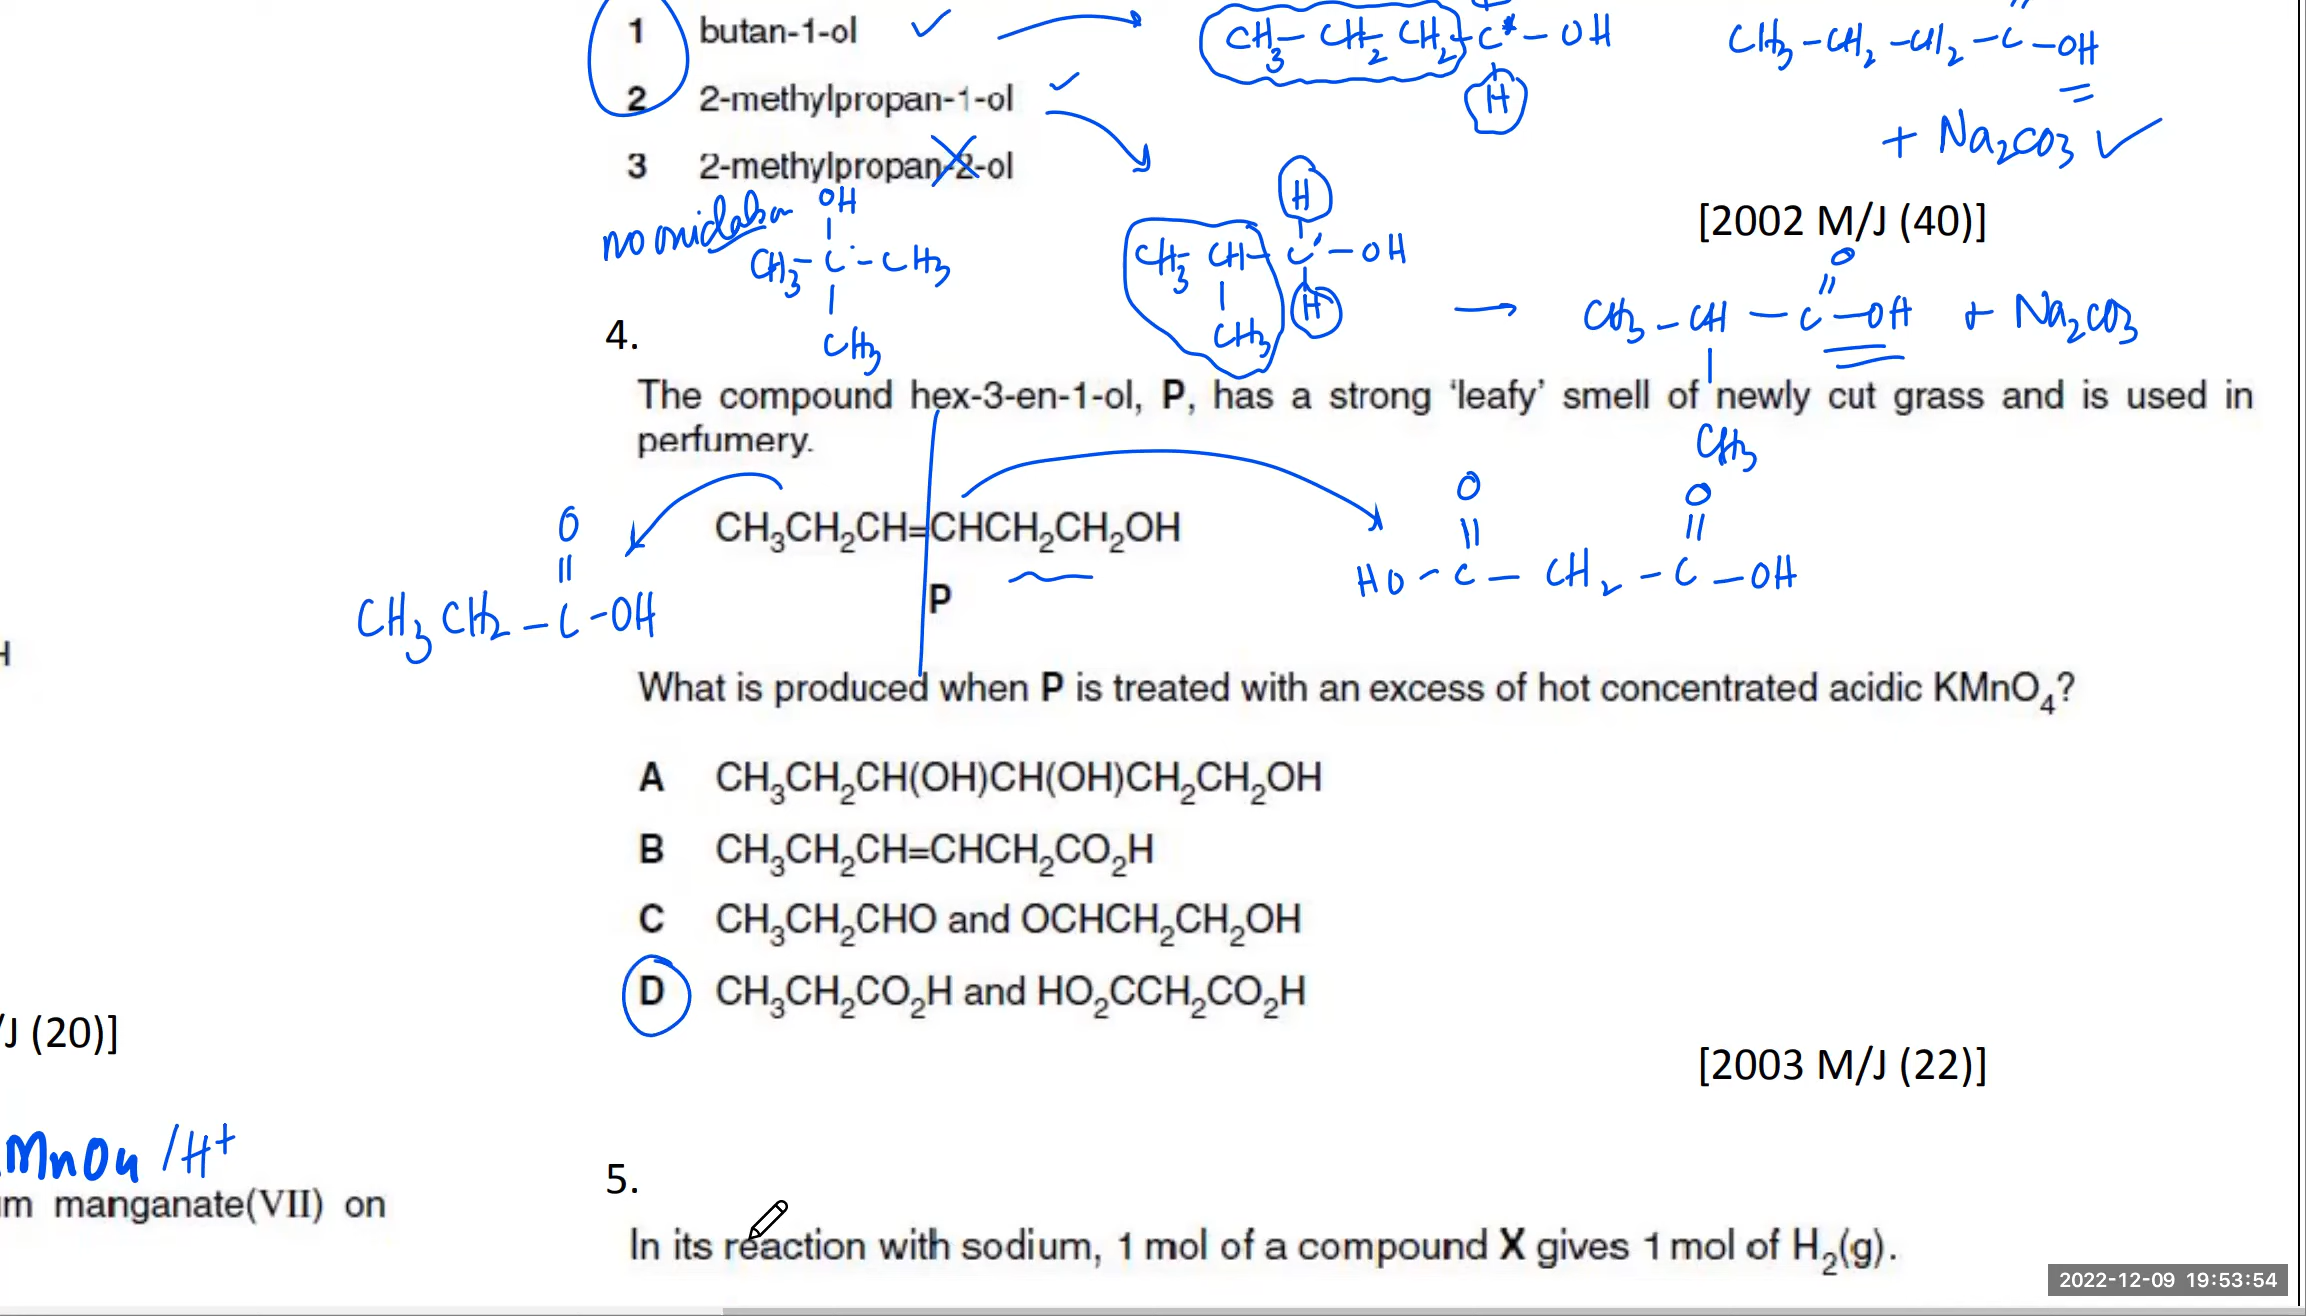 1 butan-1-ol ✓ CH3 – CH2 CH2 – C* – OH CH3 – CH2 – CH2 – C – OH
H
2 2-methylpropan-1-ol ✓
+ Na2CO3 ✓
3 2-methylpropan-2-ol
no
OH
CH3 – C – CH3
CH3
H
CH3 CH – C – OH
H
CH3
[2002 M/J (40)]
O
CH3 – CH – C – OH + Na2CO3
CH3
4.
The compound hex-3-en-1-ol, P, has a strong ‘leafy’ smell of newly cut grass and is used in
perfumery.
CH3CH2CH=CHCH2CH2OH
P
O
CH3 CH2 – C – OH
O O
HO – C – CH2 – C – OH
H
What is produced when P is treated with an excess of hot concentrated acidic KMnO4?
A CH3CH2CH(OH)CH(OH)CH2CH2OH
B CH3CH2CH=CHCH2CO2H
C CH3CH2CHO and OCHCH2CH2OH
D CH3CH2CO2H and HO2CCH2CO2H
/J (20)]
[2003 M/J (22)]
MnO4 /H+
m manganate(VII) on
5.
In its reaction with sodium, 1 mol of a compound X gives 1 mol of H2(g).
2022-12-09 19:53:54